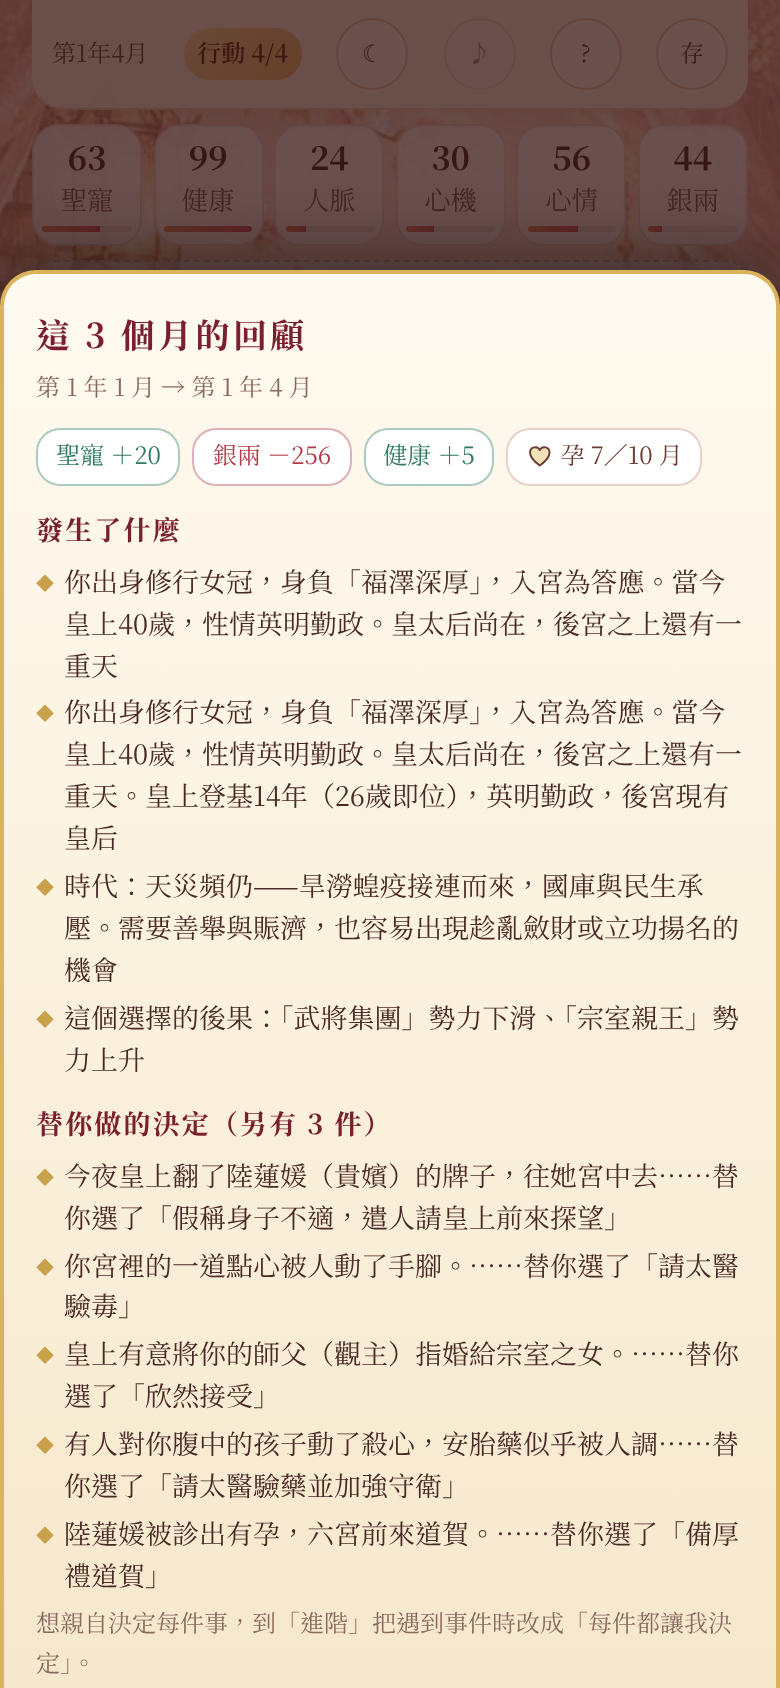 第1年4月
行動 4/4
☾
♪
?
存
63
99
24
30
56
44
聖寵
健康
人脈
心機
心情
銀兩
這 3 個月的回顧
第 1 年 1 月 → 第 1 年 4 月
聖寵 ＋20
銀兩 －256
健康 ＋5
孕 7／10 月
發生了什麼
◆ 你出身修行女冠，身負「福澤深厚」，入宮為答應。當今
皇上40歲，性情英明勤政。皇太后尚在，後宮之上還有一
重天
◆ 你出身修行女冠，身負「福澤深厚」，入宮為答應。當今
皇上40歲，性情英明勤政。皇太后尚在，後宮之上還有一
重天。皇上登基14年（26歲即位），英明勤政，後宮現有
皇后
◆ 時代：天災頻仍——旱澇蝗疫接連而來，國庫與民生承
壓。需要善舉與賑濟，也容易出現趁亂斂財或立功揚名的
機會
◆ 這個選擇的後果：「武將集團」勢力下滑、「宗室親王」勢
力上升
替你做的決定（另有 3 件）
◆ 今夜皇上翻了陸蓮媛（貴嬪）的牌子，往她宮中去……替
你選了「假稱身子不適，遣人請皇上前來探望」
◆ 你宮裡的一道點心被人動了手腳。……替你選了「請太醫
驗毒」
◆ 皇上有意將你的師父（觀主）指婚給宗室之女。……替你
選了「欣然接受」
◆ 有人對你腹中的孩子動了殺心，安胎藥似乎被人調……替
你選了「請太醫驗藥並加強守衛」
◆ 陸蓮媛被診出有孕，六宮前來道賀。……替你選了「備厚
禮道賀」
想親自決定每件事，到「進階」把遇到事件時改成「每件都讓我決
定」。